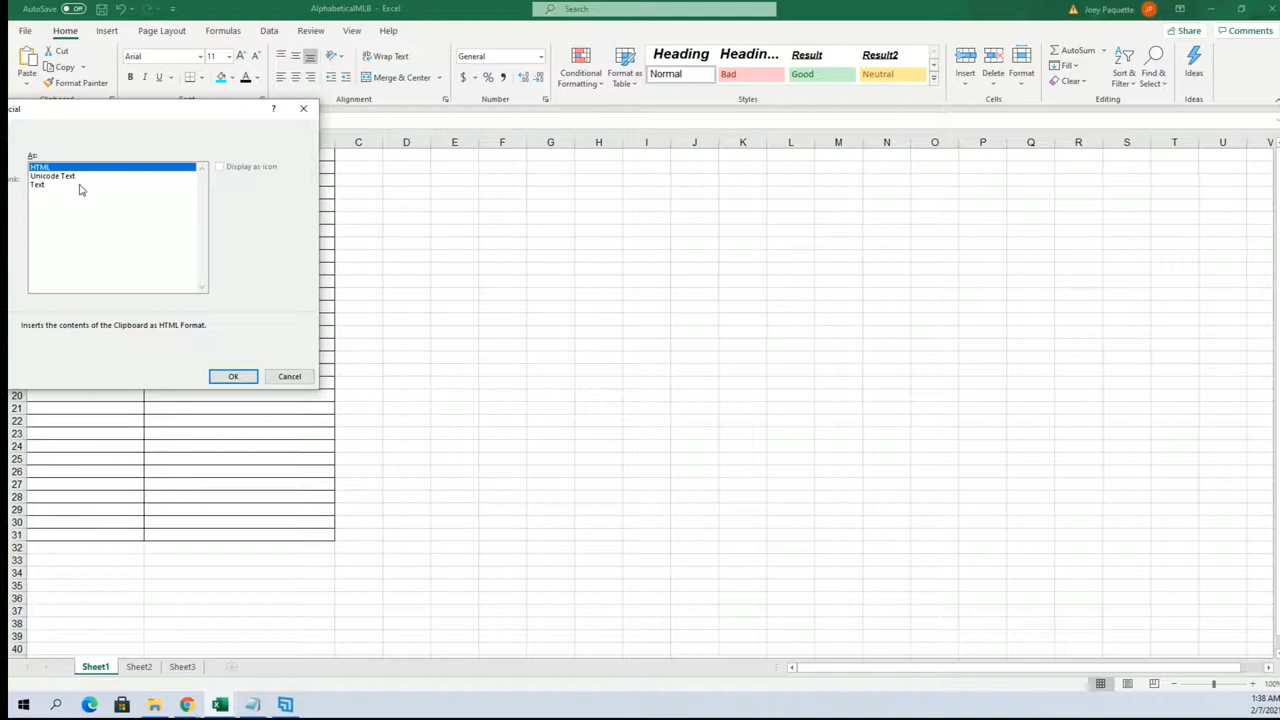 AutoSave Off AlphabeticalMLB - Excel Search Joey Paquette JP
File Home Insert Page Layout Formulas Data Review View Help Share Comments
Paste Cut Copy Format Painter
Arial 11 A A
B I U A
Wrap Text
Merge & Center
Alignment
General
$ % 9
Number
Conditional Formatting
Format as Table
Heading Headin... Result Result2
Normal Bad Good Neutral
Styles
Insert Delete Format
Cells
AutoSum
Fill
Clear
Sort & Filter
Find & Select
Editing
Ideas
C D E F G H I J K L M N O P Q R S T U V
cial ? ×
As:
HTML
Unicode Text
Text
Display as icon
Inserts the contents of the Clipboard as HTML Format.
OK Cancel
20
21
22
23
24
25
26
27
28
29
30
31
32
33
34
35
36
37
38
39
40
Sheet1 Sheet2 Sheet3
100%
1:38 AM
2/7/202